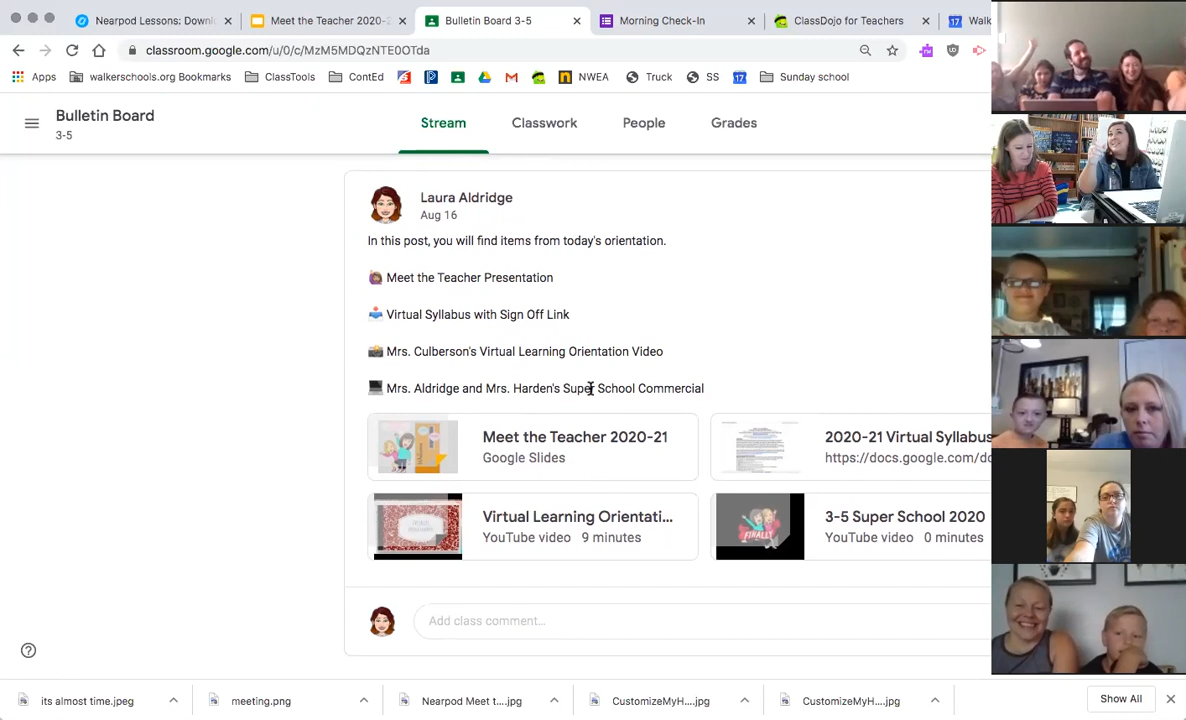 Nearpod Lessons: Downl
Meet the Teacher 2020-2
Bulletin Board 3-5
Morning Check-In
ClassDojo for Teachers
17 Walk
classroom.google.com/u/0/c/MzM5MDQzNTE0OTda
Apps
walkerschools.org Bookmarks
ClassTools
ContEd
NWEA
Truck
SS
17
Sunday school
Bulletin Board
3-5
Stream
Classwork
People
Grades
Laura Aldridge
Aug 16
In this post, you will find items from today's orientation.
Meet the Teacher Presentation
Virtual Syllabus with Sign Off Link
Mrs. Culberson's Virtual Learning Orientation Video
Mrs. Aldridge and Mrs. Harden's Super School Commercial
Meet the Teacher 2020-21
Google Slides
2020-21 Virtual Syllabus
https://docs.google.com/do
Virtual Learning Orientati...
YouTube video 9 minutes
FINALLY
3-5 Super School 2020
YouTube video 0 minutes
Add class comment...
its almost time.jpeg
meeting.png
Nearpod Meet t....jpg
CustomizeMyH....jpg
CustomizeMyH....jpg
Show All